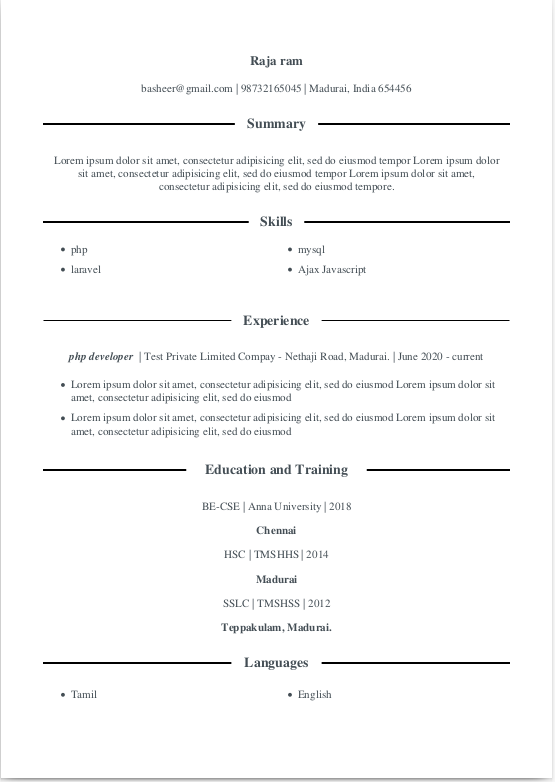 Raja ram
basheer@gmail.com | 98732165045 | Madurai, India 654456
Summary
Lorem ipsum dolor sit amet, consectetur adipisicing elit, sed do eiusmod tempor Lorem ipsum dolor
sit amet, consectetur adipisicing elit, sed do eiusmod tempor Lorem ipsum dolor sit amet,
consectetur adipisicing elit, sed do eiusmod tempore.
Skills
• php
• laravel
• mysql
• Ajax Javascript
Experience
php developer | Test Private Limited Compay - Nethaji Road, Madurai. | June 2020 - current
• Lorem ipsum dolor sit amet, consectetur adipisicing elit, sed do eiusmod Lorem ipsum dolor sit
amet, consectetur adipisicing elit, sed do eiusmod
• Lorem ipsum dolor sit amet, consectetur adipisicing elit, sed do eiusmod Lorem ipsum dolor sit
amet, consectetur adipisicing elit, sed do eiusmod
Education and Training
BE-CSE | Anna University | 2018
Chennai
HSC | TMSHHS | 2014
Madurai
SSLC | TMSHSS | 2012
Teppakulam, Madurai.
Languages
• Tamil
• English